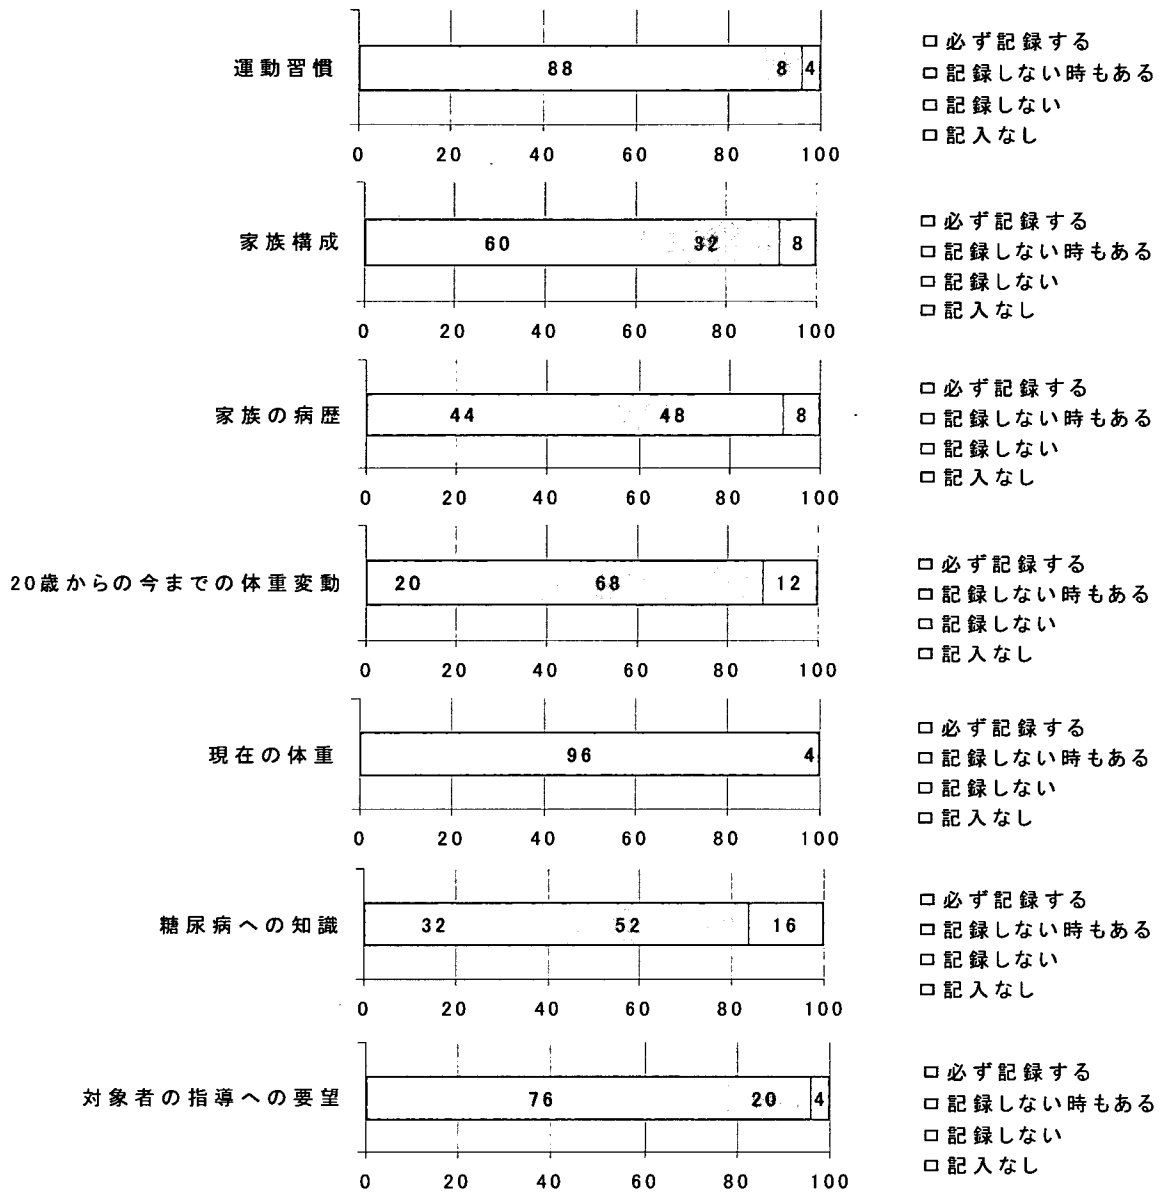 運動習慣
88 8 4
0 20 40 60 80 100
必ず記録する
記録しない時もある
記録しない
記入なし
家族構成
60 32 8
0 20 40 60 80 100
必ず記録する
記録しない時もある
記録しない
記入なし
家族の病歴
44 48 8
0 20 40 60 80 100
必ず記録する
記録しない時もある
記録しない
記入なし
20歳からの今までの体重変動
20 68 12
0 20 40 60 80 100
必ず記録する
記録しない時もある
記録しない
記入なし
現在の体重
96 4
0 20 40 60 80 100
必ず記録する
記録しない時もある
記録しない
記入なし
糖尿病への知識
32 52 16
0 20 40 60 80 100
必ず記録する
記録しない時もある
記録しない
記入なし
対象者の指導への要望
76 20 4
0 20 40 60 80 100
必ず記録する
記録しない時もある
記録しない
記入なし